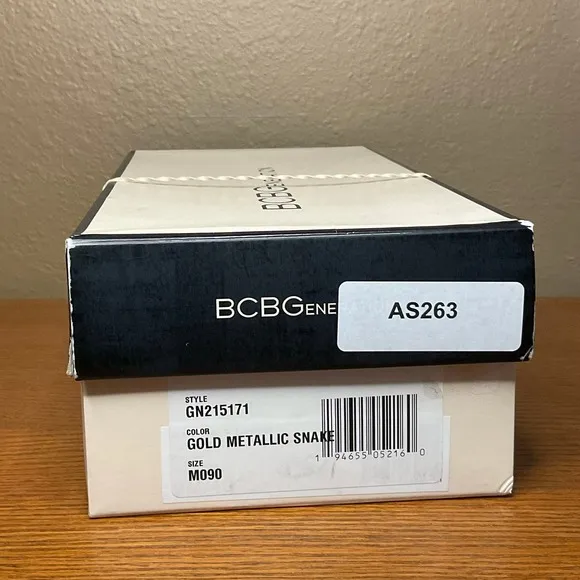 BCBGENE
AS263
STYLE
GN215171
COLOR
GOLD METALLIC SNAKE
1 94655 05216 0
SIZE
M090